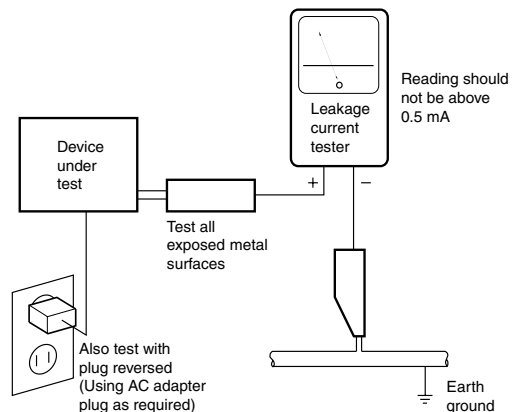 Leakage
current
tester
Reading should
not be above
0.5 mA
Device
under
test
+
−
Test all
exposed metal
surfaces
Also test with
plug reversed
(Using AC adapter
plug as required)
Earth
ground